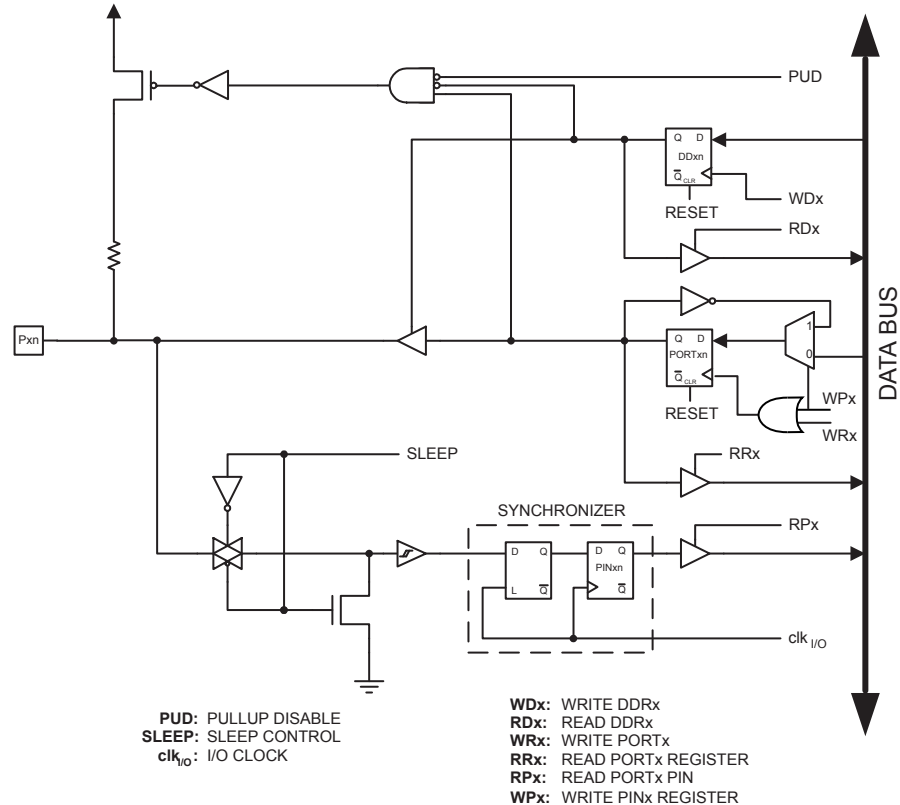 PUD
Q D
DDxn
Q CLR
WDx
RESET
RDx
Pxn
1
Q D
PORTxn
0
Q CLR
RESET
WPx
WRx
DATA BUS
SLEEP
RRx
SYNCHRONIZER
RPx
D Q
D Q
PINxn
L Q
Q
clk I/O
PUD: PULLUP DISABLE
SLEEP: SLEEP CONTROL
clkI/O: I/O CLOCK
WDx: WRITE DDRx
RDx: READ DDRx
WRx: WRITE PORTx
RRx: READ PORTx REGISTER
RPx: READ PORTx PIN
WPx: WRITE PINx REGISTER